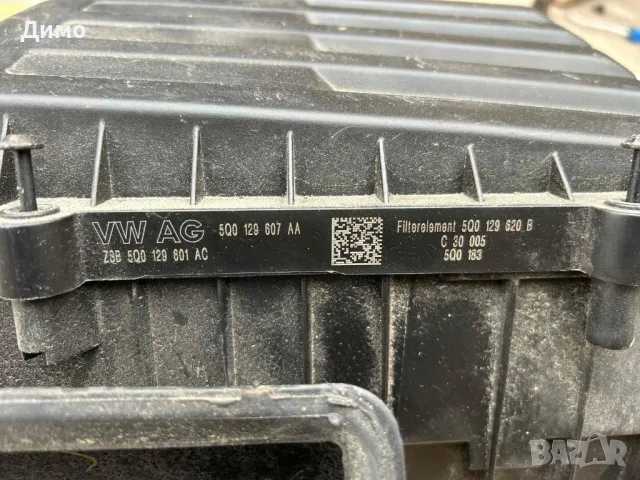 Димо
VW AG 5Q0 129 607 AA
ZSB 5Q0 129 601 AC
Filterelement 5Q0 129 620 B
C 30 005
5Q0 183
BAZAR